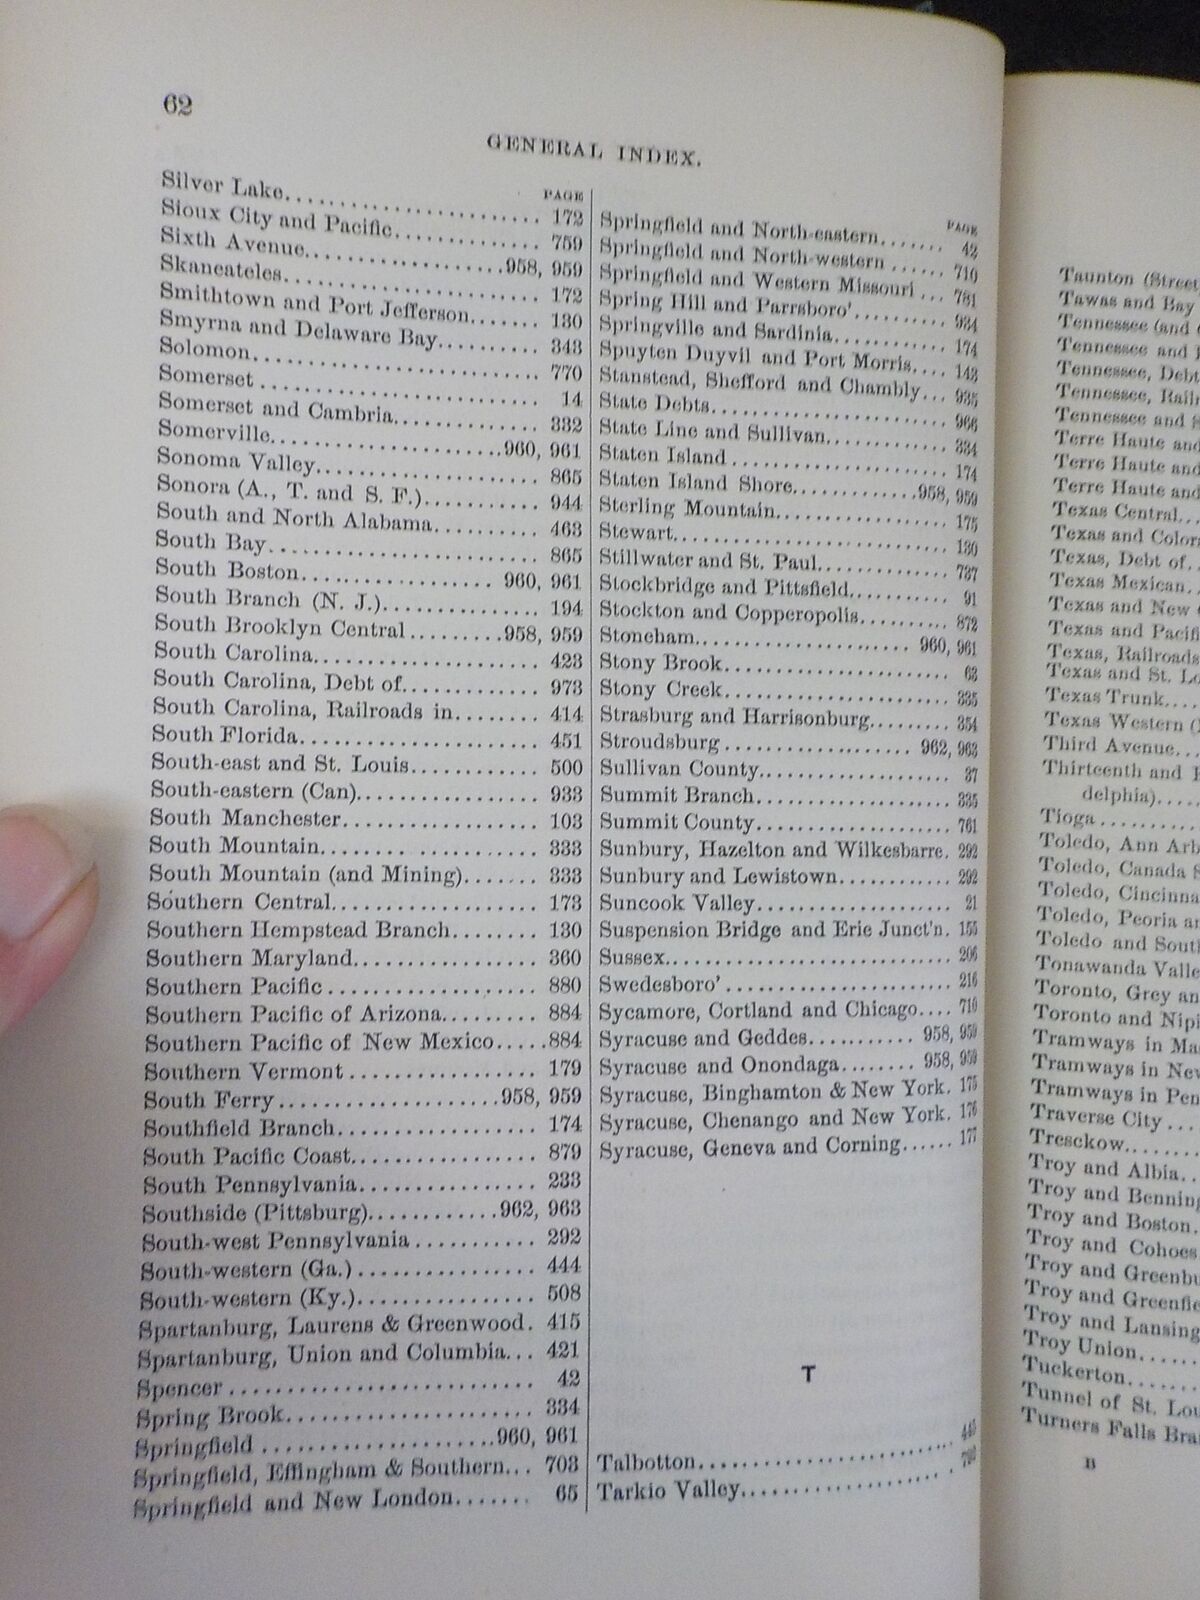 62
GENERAL INDEX.
PAGE
Silver Lake........................ 172
Sioux City and Pacific............... 759
Sixth Avenue....................958, 959
Skaneateles......................... 172
Smithtown and Port Jefferson....... 130
Smyrna and Delaware Bay.......... 343
Solomon............................. 770
Somerset ........................... 14
Somerset and Cambria.............. 332
Somerville.......................960, 961
Sonoma Valley...................... 865
Sonora (A., T. and S. F.)............ 944
South and North Alabama........... 463
South Bay........................... 865
South Boston.................. 960, 961
South Branch (N. J.)............... 194
South Brooklyn Central .........958, 959
South Carolina...................... 423
South Carolina, Debt of............. 973
South Carolina, Railroads in........ 414
South Florida....................... 451
South-east and St. Louis............ 500
South-eastern (Can)................. 933
South Manchester................... 103
South Mountain..................... 333
South Mountain (and Mining)....... 333
Southern Central.................... 173
Southern Hempstead Branch........ 130
Southern Maryland.................. 360
Southern Pacific .................... 880
Southern Pacific of Arizona......... 884
Southern Pacific of New Mexico.....884
Southern Vermont .................. 179
South Ferry ....................958, 959
Southfield Branch................... 174
South Pacific Coast.................. 879
South Pennsylvania................. 233
Southside (Pittsburg)............962, 963
South-west Pennsylvania ............ 292
South-western (Ga.) ................. 444
South-western (Ky.)................. 508
Spartanburg, Laurens & Greenwood. 415
Spartanburg, Union and Columbia... 421
Spencer ............................. 42
Spring Brook........................ 334
Springfield .....................960, 961
Springfield, Effingham & Southern... 703
Springfield and New London....... 65
PAGE
Springfield and North-eastern....... 42
Springfield and North-western ...... 710
Springfield and Western Missouri ... 781
Spring Hill and Parrsboro'.......... 934
Springville and Sardinia............ 174
Spuyten Duyvil and Port Morris.... 143
Stanstead, Shefford and Chambly... 935
State Debts......................... 966
State Line and Sullivan............. 334
Staten Island ....................... 174
Staten Island Shore.............958, 959
Sterling Mountain................... 175
Stewart............................. 130
Stillwater and St. Paul.............. 737
Stockbridge and Pittsfield........... 91
Stockton and Copperopolis.......... 872
Stoneham...................... 960, 961
Stony Brook........................ 63
Stony Creek........................ 335
Strasburg and Harrisonburg......... 354
Stroudsburg ................... 962, 963
Sullivan County..................... 37
Summit Branch..................... 335
Summit County..................... 761
Sunbury, Hazelton and Wilkesbarre. 292
Sunbury and Lewistown............ 292
Suncook Valley..................... 21
Suspension Bridge and Erie Junct'n. 155
Sussex.............................. 206
Swedesboro' ........................ 216
Sycamore, Cortland and Chicago.... 710
Syracuse and Geddes........... 958, 959
Syracuse and Onondaga........ 958, 959
Syracuse, Binghamton & New York. 175
Syracuse, Chenango and New York. 176
Syracuse, Geneva and Corning...... 177
T
Talbotton........................... 445
Tarkio Valley.......................
Taunton (Street
Tawas and Bay
Tennessee (and
Tennessee and
Tennessee, Debt
Tennessee, Railr
Tennessee and S
Terre Haute and
Terre Haute and
Terre Haute and
Texas Central...
Texas and Color
Texas, Debt of..
Texas Mexican..
Texas and New
Texas and Pacifi
Texas, Railroads
Texas and St. Lo
Texas Trunk....
Texas Western (
Third Avenue...
Thirteenth and
delphia)....
Tioga ...........
Toledo, Ann Arb
Toledo, Canada S
Toledo, Cincinna
Toledo, Peoria an
Toledo and South
Tonawanda Valle
Toronto, Grey an
Toronto and Nipi
Tramways in Ma
Tramways in New
Tramways in Pen
Traverse City ...
Tresckow.........
Troy and Albia..
Troy and Benning
Troy and Boston.
Troy and Cohoes
Troy and Greenbu
Troy and Greenfie
Troy and Lansing
Troy Union......
Tuckerton........
Tunnel of St. Lou
Turners Falls Bra
B